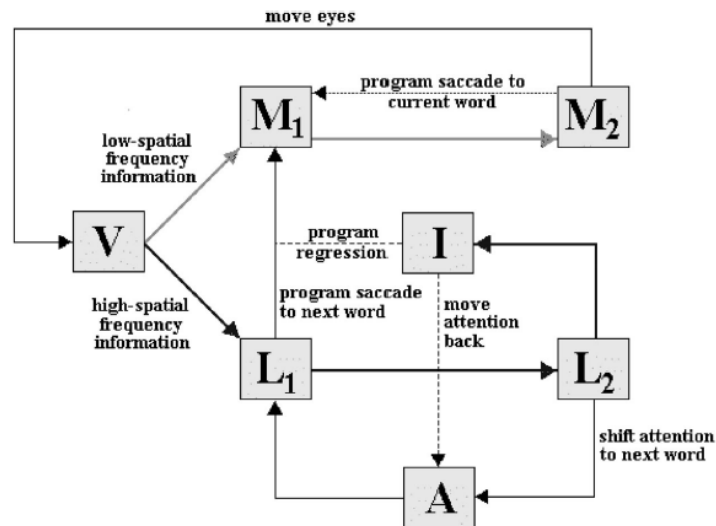 move eyes
program saccade to
current word
M1
M2
low-spatial
frequency
information
V
program
regression
I
high-spatial
frequency
information
program saccade
to next word
move
attention
back
L1
L2
shift attention
to next word
A